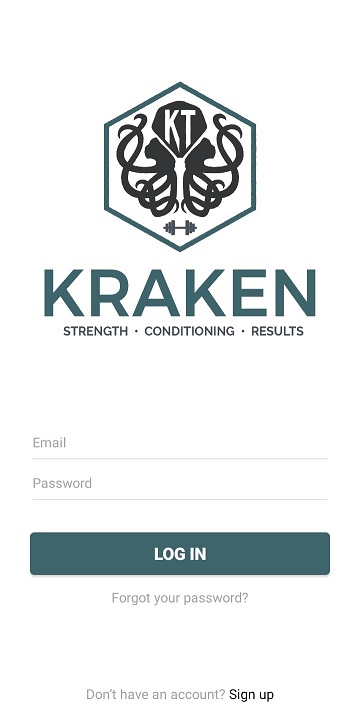 KT
KRAKEN
STRENGTH · CONDITIONING · RESULTS
Email
Password
LOG IN
Forgot your password?
Don't have an account? Sign up